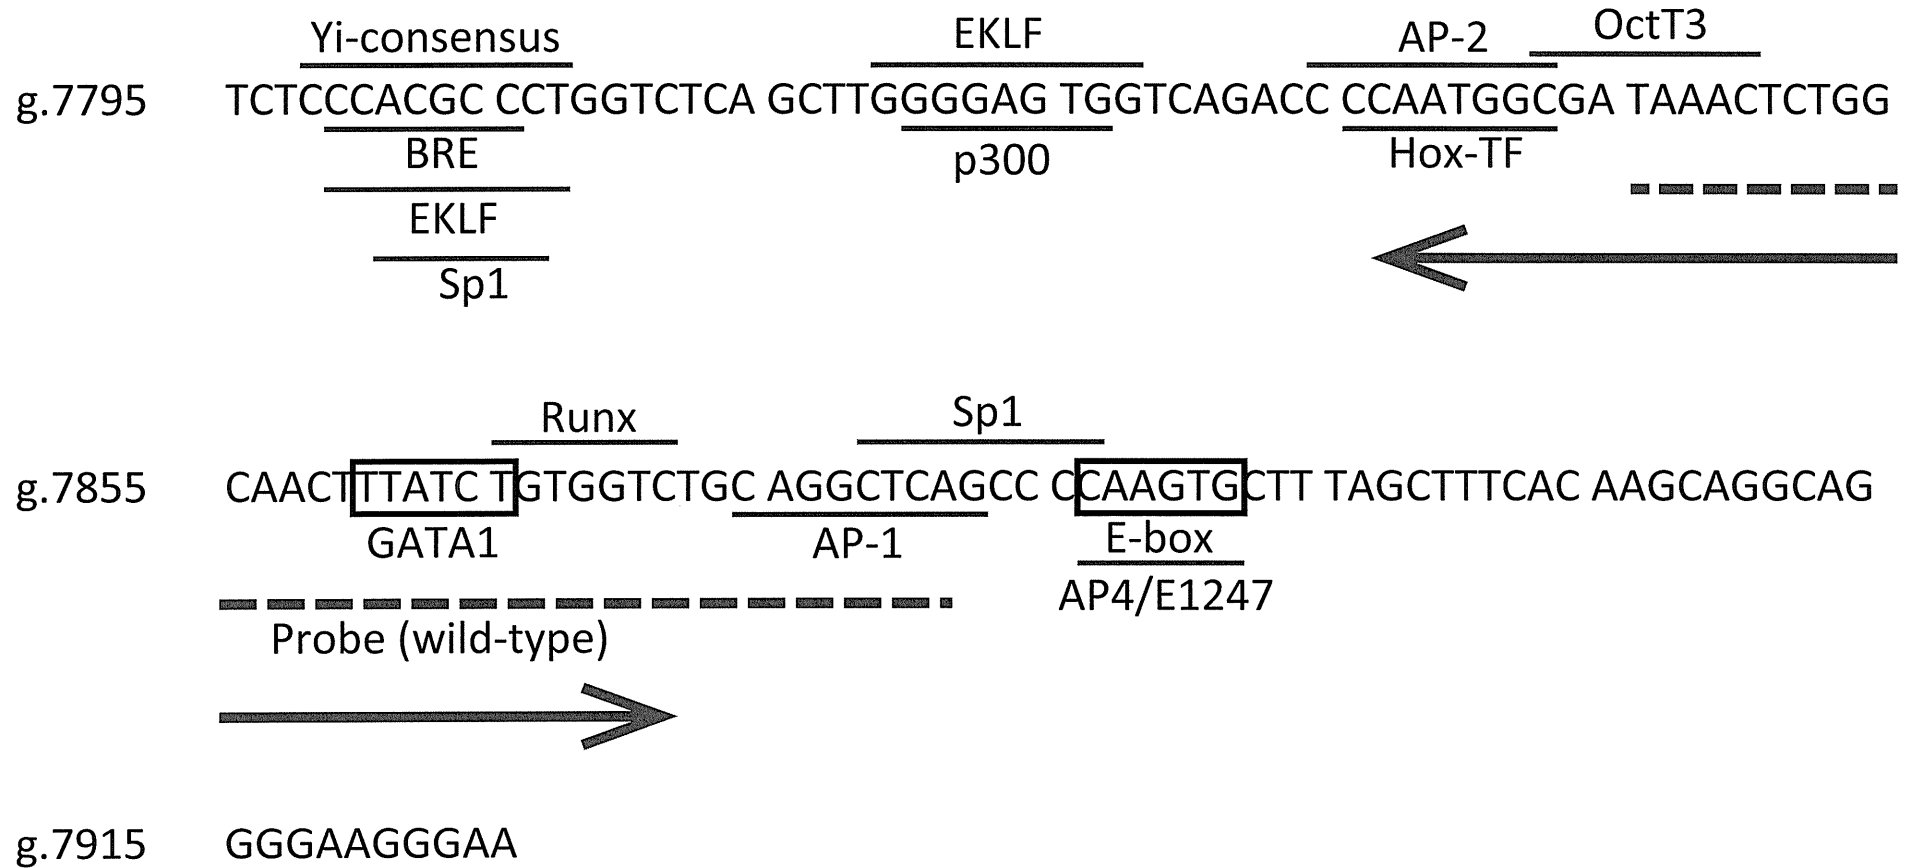 Yi-consensus EKLF AP-2 OctT3
g.7795 TCTCCCACGC CCTGGTCTCA GCTTGGGGAG TGGTCAGACC CCAATGGCGA TAAACTCTGG
BRE p300 Hox-TF
EKLF
Sp1
Runx Sp1
g.7855 CAACTTTATC TGTGGTCTGC AGGCTCAGCC CCAAGTGCTT TAGCTTTCAC AAGCAGGCAG
GATA1 AP-1 E-box
AP4/E1247
Probe (wild-type)
g.7915 GGGAAGGGAA